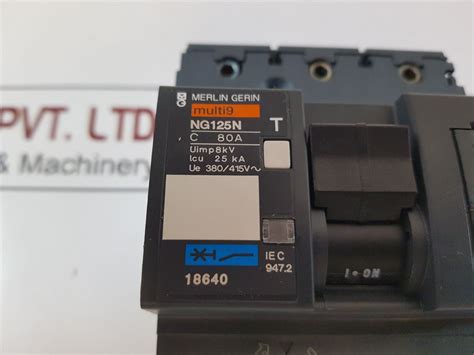 PVT. LTD
& Machinery
MERLIN GERIN
multi9
NG125N
T
C 80A
Uimp8kV
Icu 25 kA
Ue 380/415V~
IEC
947.2
18640
I•ON